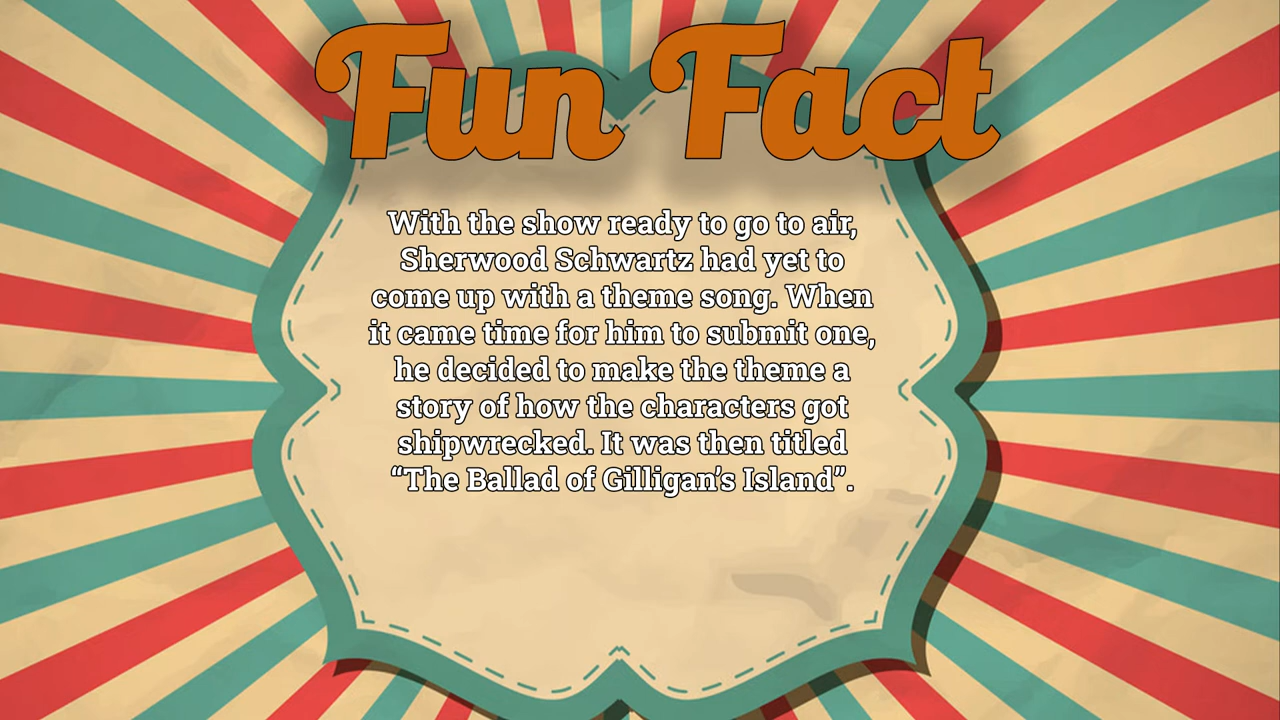 Fun Fact
With the show ready to go to air,
Sherwood Schwartz had yet to
come up with a theme song. When
it came time for him to submit one,
he decided to make the theme a
story of how the characters got
shipwrecked. It was then titled
“The Ballad of Gilligan’s Island”.